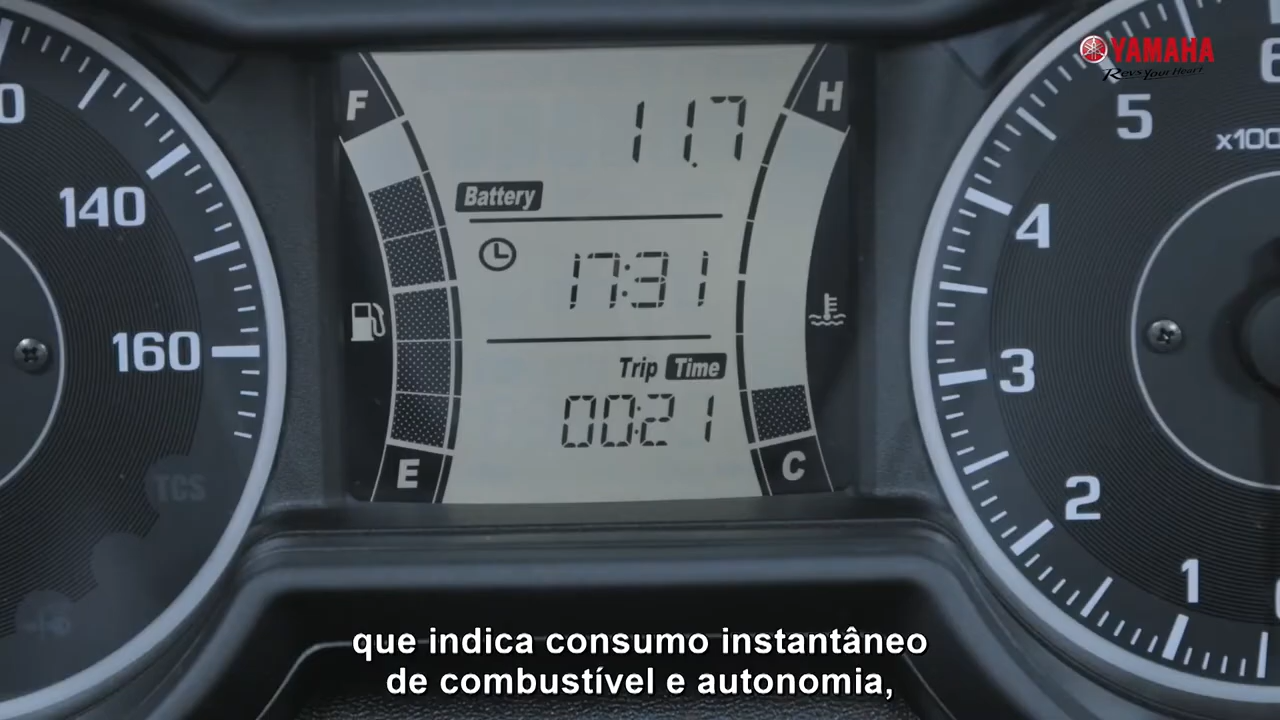 YAMAHA
Revs Your Heart
F
11.7
H
6
5
x100
Battery
140
4
17:31
160
3
Trip Time
00:21
E
C
TCS
2
1
que indica consumo instantâneo
de combustível e autonomia,